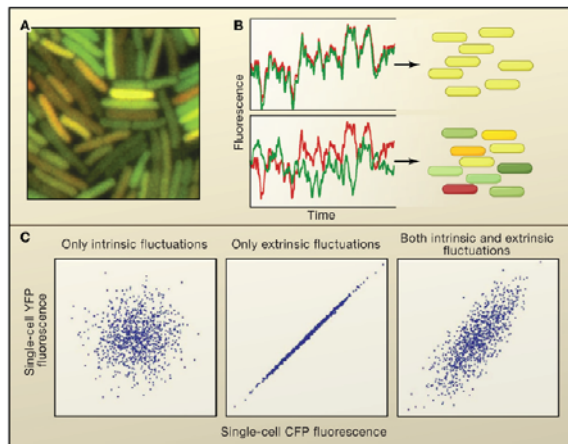 A
B
Fluorescence
Time
C
Only intrinsic fluctuations
Only extrinsic fluctuations
Both intrinsic and extrinsic
fluctuations
Single-cell YFP
fluorescence
Single-cell CFP fluorescence